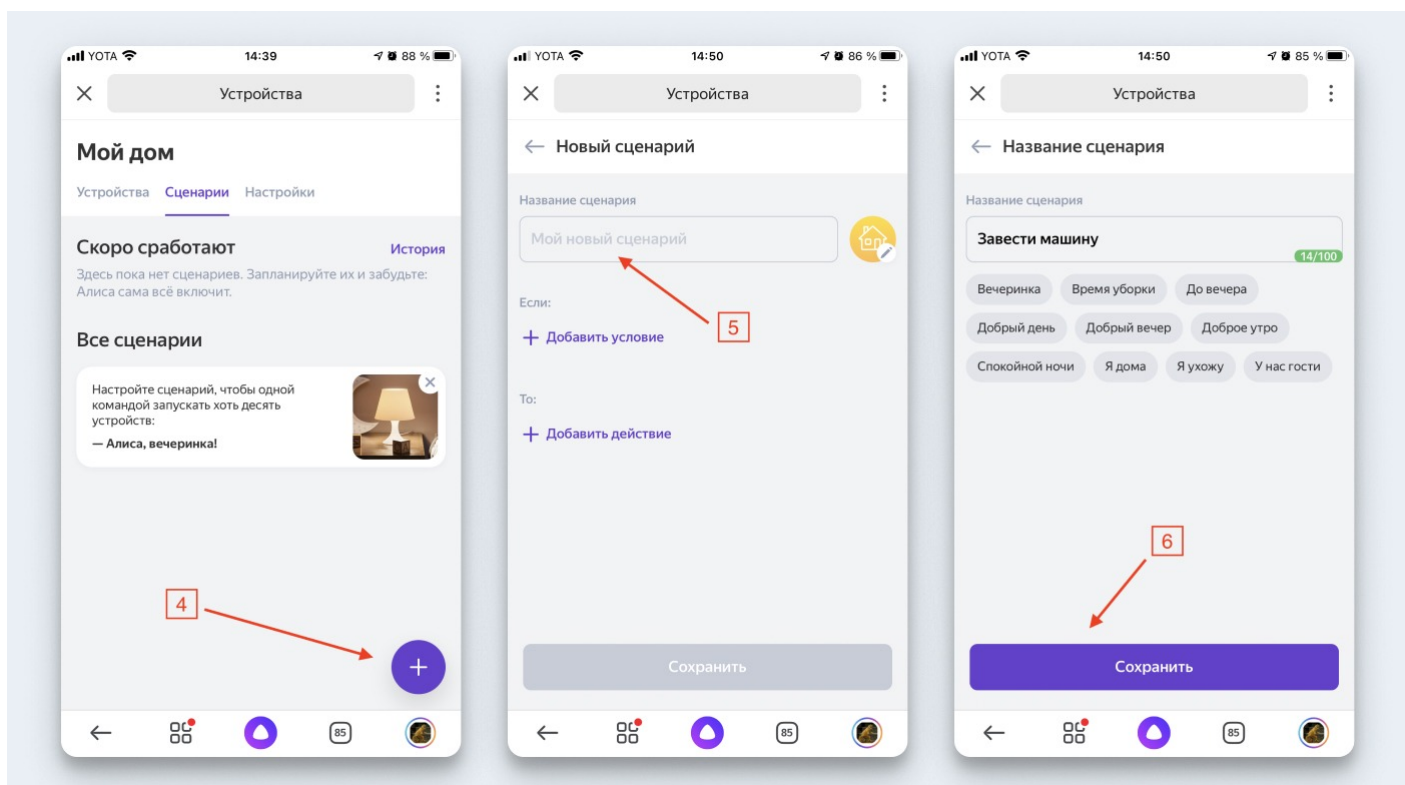 YOTA 14:39 88 %
Устройства
Мой дом
Устройства Сценарии Настройки
Скоро сработают История
Здесь пока нет сценариев. Запланируйте их и забудьте:
Алиса сама всё включит.
Все сценарии
Настройте сценарий, чтобы одной
командой запускать хоть десять
устройств:
— Алиса, вечеринка!
4
+
85
YOTA 14:50 86 %
Устройства
Новый сценарий
Название сценария
Мой новый сценарий
5
Если:
+ Добавить условие
То:
+ Добавить действие
Сохранить
85
YOTA 14:50 85 %
Устройства
Название сценария
Название сценария
Завести машину
14/100
Вечеринка Время уборки До вечера
Добрый день Добрый вечер Доброе утро
Спокойной ночи Я дома Я ухожу У нас гости
6
Сохранить
85